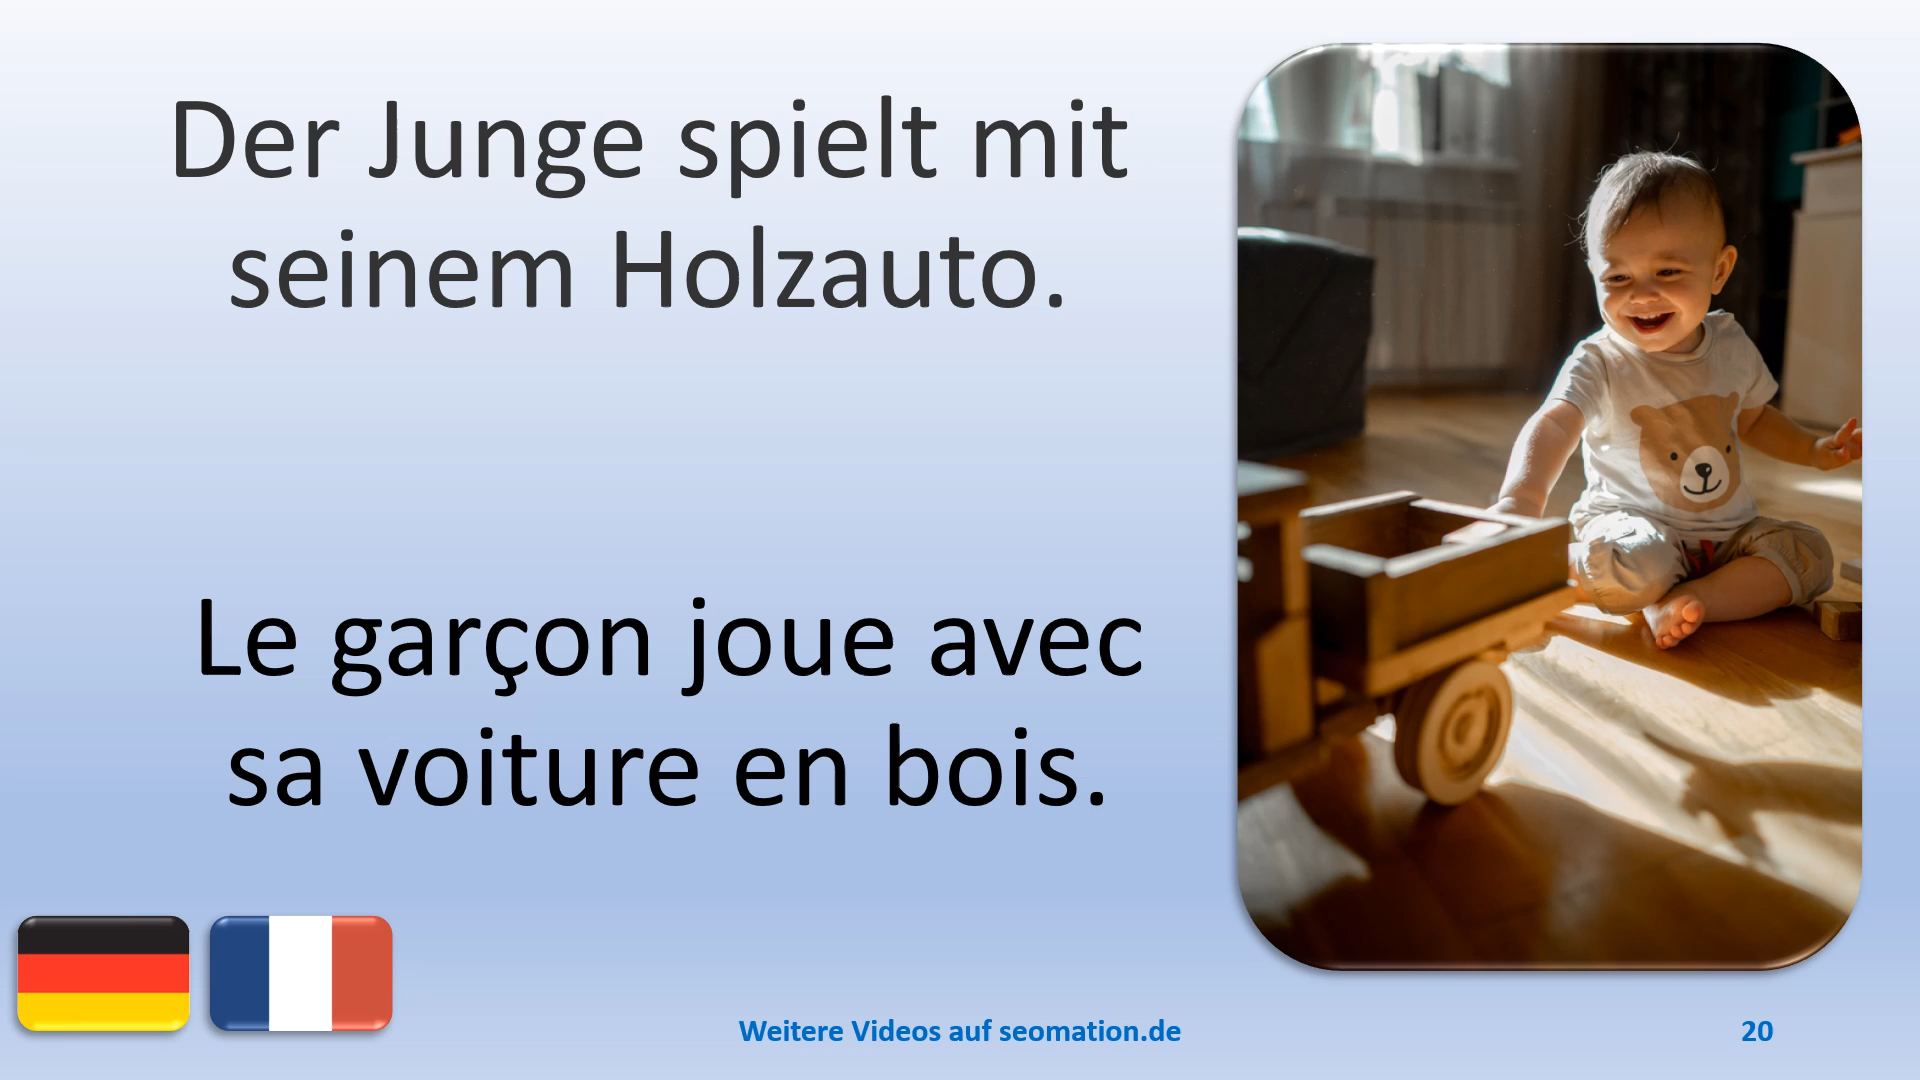 Der Junge spielt mit
seinem Holzauto.
Le garçon joue avec
sa voiture en bois.
Weitere Videos auf seomation.de
20